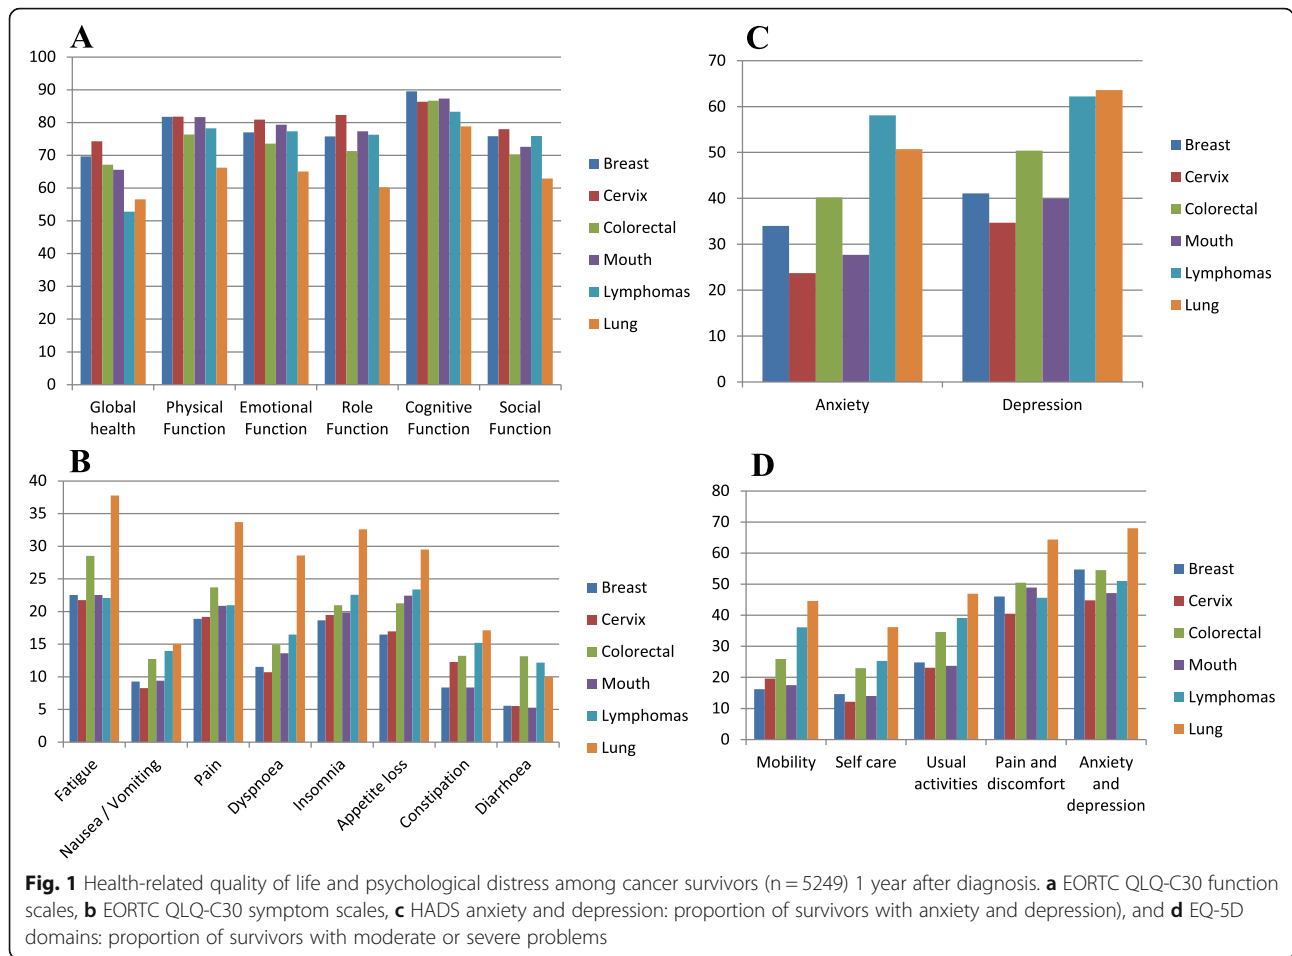 A
100
90
80
70
60
50
40
30
20
10
0
Global health
Physical Function
Emotional Function
Role Function
Cognitive Function
Social Function
Breast
Cervix
Colorectal
Mouth
Lymphomas
Lung
C
70
60
50
40
30
20
10
0
Anxiety
Depression
Breast
Cervix
Colorectal
Mouth
Lymphomas
Lung
B
40
35
30
25
20
15
10
5
0
Fatigue
Nausea / Vomiting
Pain
Dyspnoea
Insomnia
Appetite loss
Constipation
Diarrhoea
Breast
Cervix
Colorectal
Mouth
Lymphomas
Lung
D
80
70
60
50
40
30
20
10
0
Mobility
Self care
Usual activities
Pain and discomfort
Anxiety and depression
Breast
Cervix
Colorectal
Mouth
Lymphomas
Lung
Fig. 1 Health-related quality of life and psychological distress among cancer survivors (n = 5249) 1 year after diagnosis. a EORTC QLQ-C30 function
scales, b EORTC QLQ-C30 symptom scales, c HADS anxiety and depression: proportion of survivors with anxiety and depression), and d EQ-5D
domains: proportion of survivors with moderate or severe problems